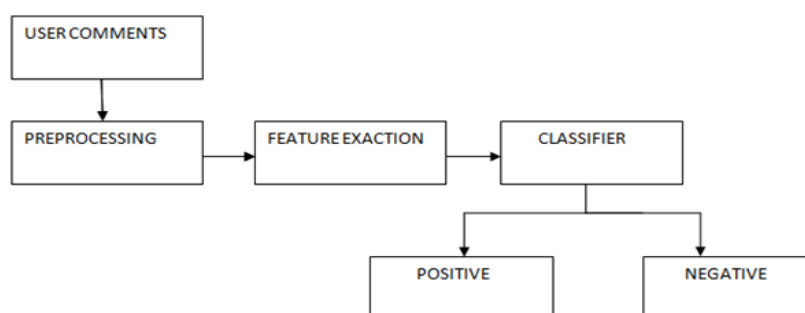 USER COMMENTS
PREPROCESSING
FEATURE EXACTION
CLASSIFIER
POSITIVE
NEGATIVE